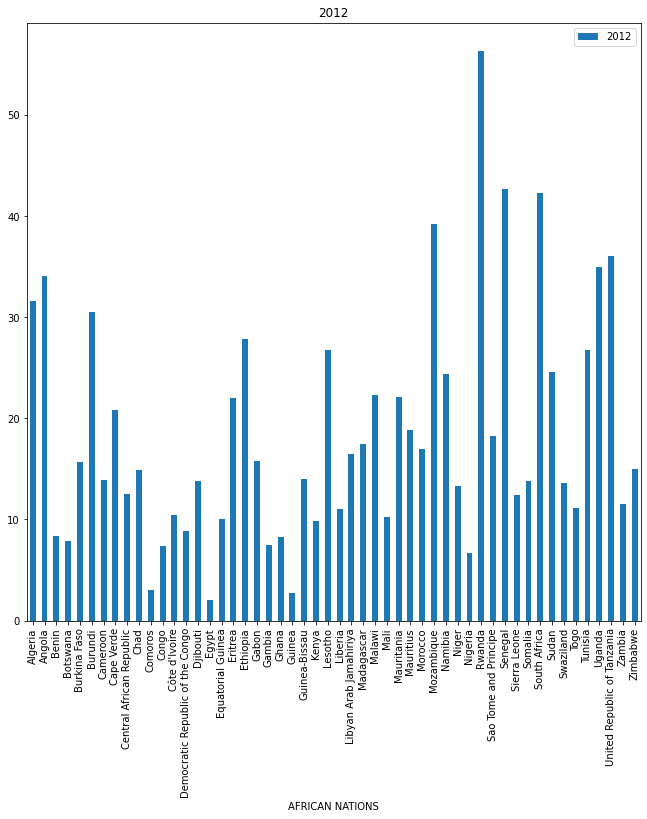 2012
2012
50
40
30
20
10
0
Algeria
Angola
Benin
Botswana
Burkina Faso
Burundi
Cameroon
Cape Verde
Central African Republic
Chad
Comoros
Congo
Côte d'Ivoire
Democratic Republic of the Congo
Djibouti
Egypt
Equatorial Guinea
Eritrea
Ethiopia
Gabon
Gambia
Ghana
Guinea
Guinea-Bissau
Kenya
Lesotho
Liberia
Libyan Arab Jamahiriya
Madagascar
Malawi
Mali
Mauritania
Mauritius
Morocco
Mozambique
Namibia
Niger
Nigeria
Rwanda
Sao Tome and Principe
Senegal
Sierra Leone
Somalia
South Africa
Sudan
Swaziland
Togo
Tunisia
Uganda
United Republic of Tanzania
Zambia
Zimbabwe
AFRICAN NATIONS